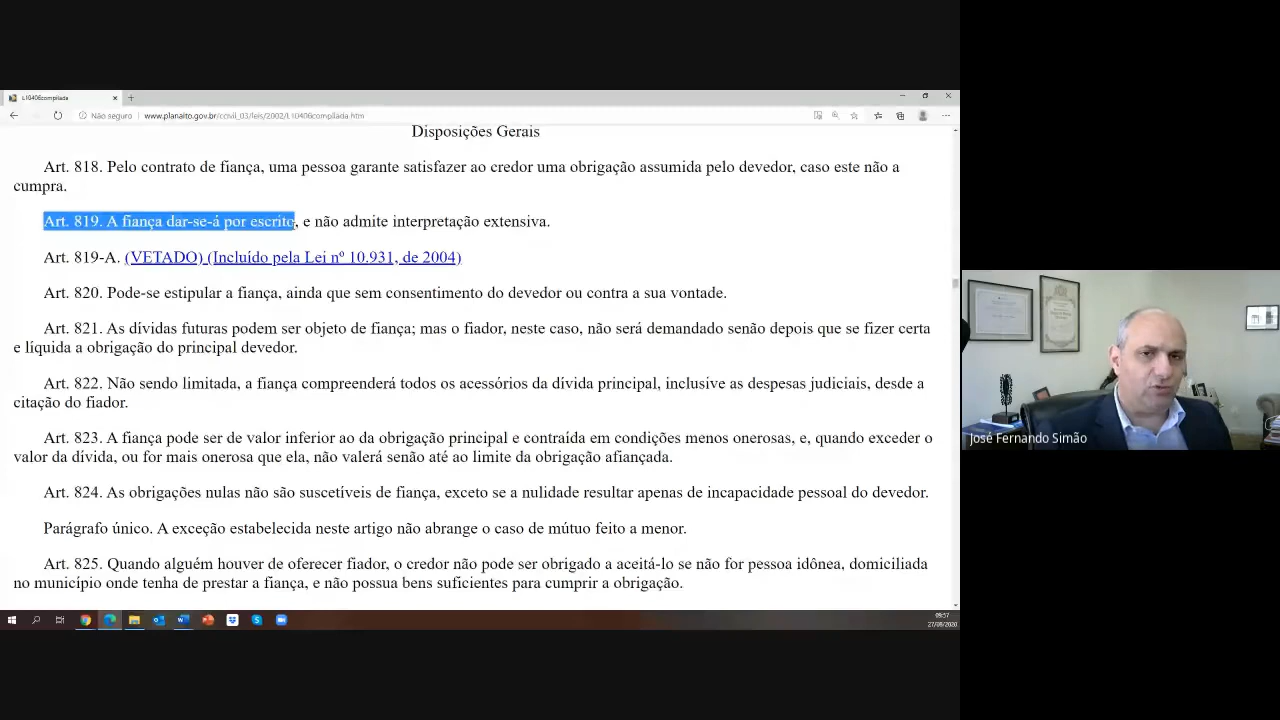 L10406compilada
Não seguro
www.planalto.gov.br/ccivil_03/leis/2002/L10406compilada.htm
Disposições Gerais
Art. 818. Pelo contrato de fiança, uma pessoa garante satisfazer ao credor uma obrigação assumida pelo devedor, caso este não a
cumpra.
Art. 819. A fiança dar-se-á por escrito, e não admite interpretação extensiva.
Art. 819-A. (VETADO) (Incluído pela Lei nº 10.931, de 2004)
Art. 820. Pode-se estipular a fiança, ainda que sem consentimento do devedor ou contra a sua vontade.
Art. 821. As dívidas futuras podem ser objeto de fiança; mas o fiador, neste caso, não será demandado senão depois que se fizer certa
e líquida a obrigação do principal devedor.
Art. 822. Não sendo limitada, a fiança compreenderá todos os acessórios da dívida principal, inclusive as despesas judiciais, desde a
citação do fiador.
Art. 823. A fiança pode ser de valor inferior ao da obrigação principal e contraída em condições menos onerosas, e, quando exceder o
valor da dívida, ou for mais onerosa que ela, não valerá senão até ao limite da obrigação afiançada.
Art. 824. As obrigações nulas não são suscetíveis de fiança, exceto se a nulidade resultar apenas de incapacidade pessoal do devedor.
Parágrafo único. A exceção estabelecida neste artigo não abrange o caso de mútuo feito a menor.
Art. 825. Quando alguém houver de oferecer fiador, o credor não pode ser obrigado a aceitá-lo se não for pessoa idônea, domiciliada
no município onde tenha de prestar a fiança, e não possua bens suficientes para cumprir a obrigação.
09:57
27/08/2020
José Fernando Simão